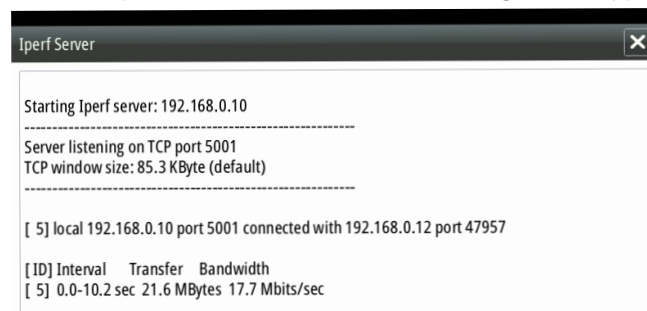 Iperf Server
Starting Iperf server: 192.168.0.10
------------------------------------------------------------
Server listening on TCP port 5001
TCP window size: 85.3 KByte (default)
------------------------------------------------------------
[ 5] local 192.168.0.10 port 5001 connected with 192.168.0.12 port 47957
[ ID] Interval Transfer Bandwidth
[ 5] 0.0-10.2 sec 21.6 MBytes 17.7 Mbits/sec